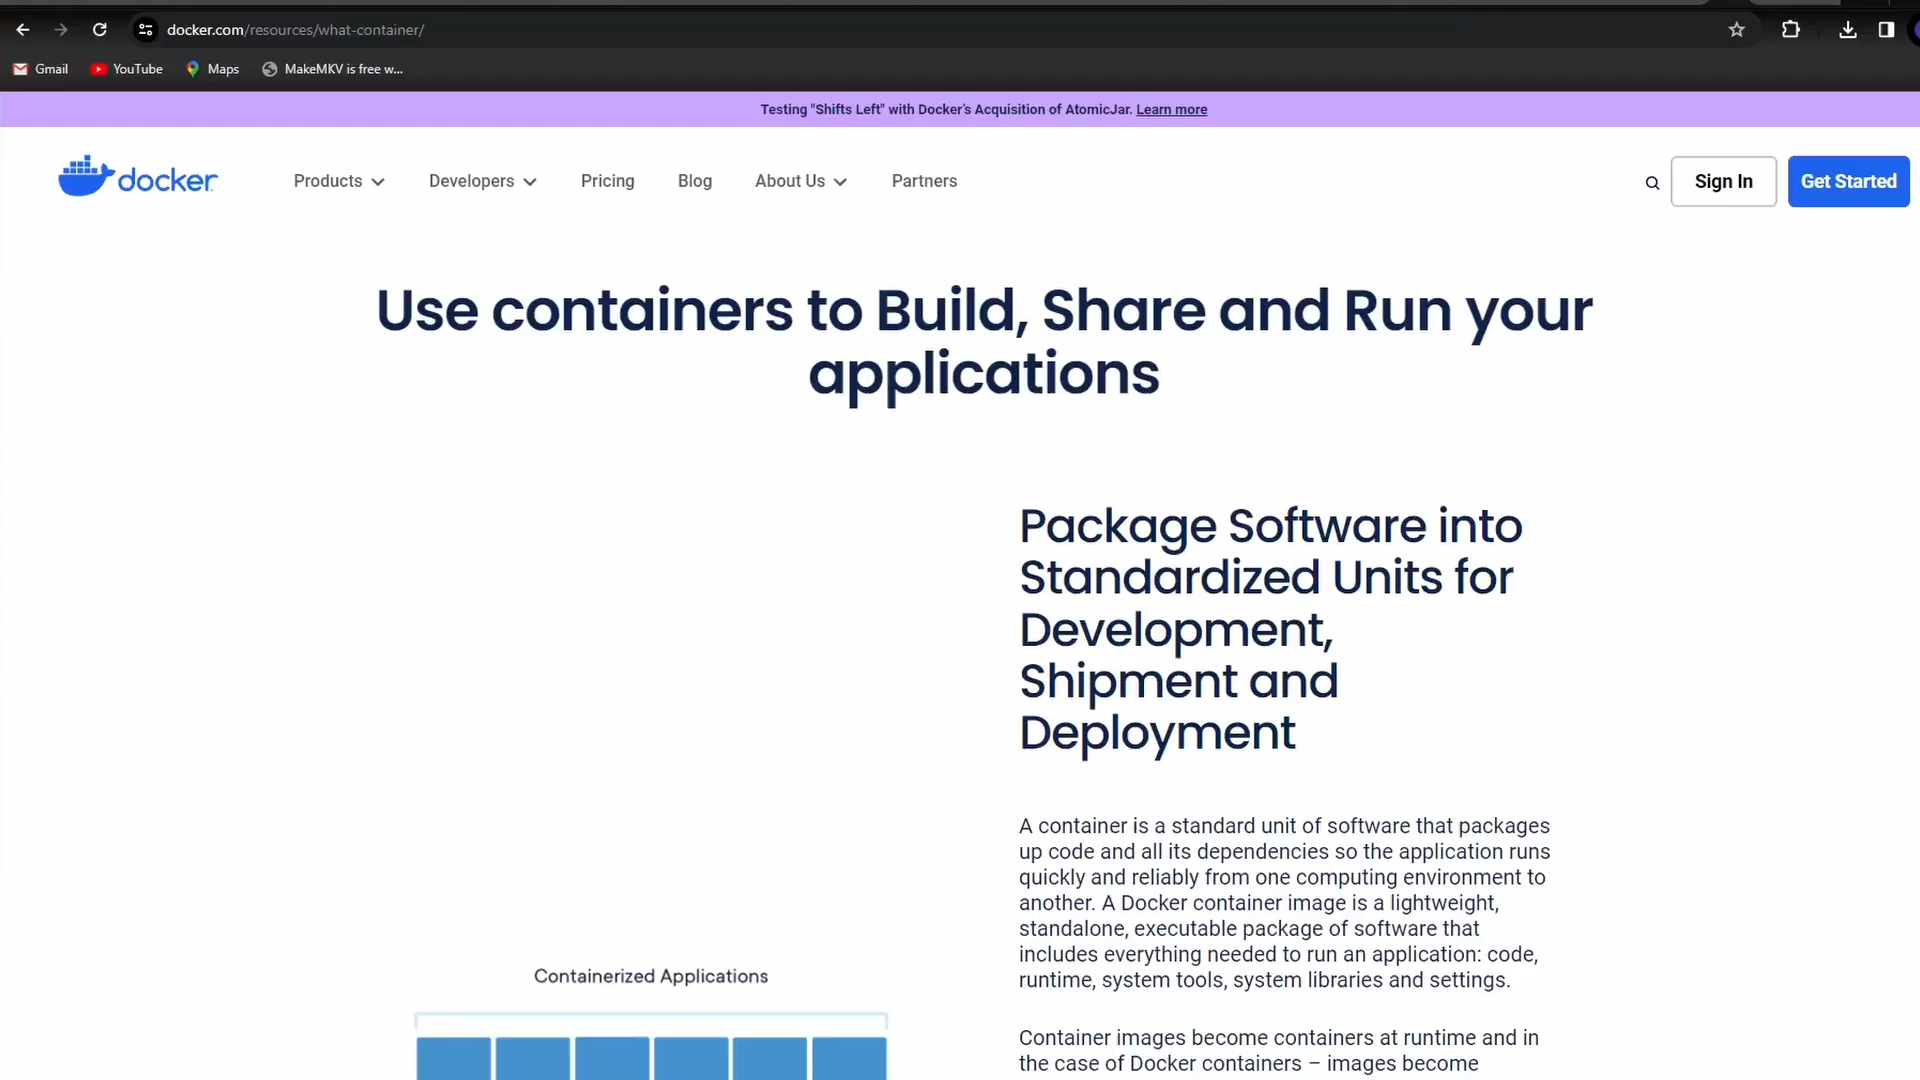 docker.com/resources/what-container/
Gmail YouTube Maps MakeMKV is free w...
Testing "Shifts Left" with Docker's Acquisition of AtomicJar. Learn more
docker Products Developers Pricing Blog About Us Partners Sign In Get Started
Use containers to Build, Share and Run your
applications
Package Software into
Standardized Units for
Development,
Shipment and
Deployment
A container is a standard unit of software that packages
up code and all its dependencies so the application runs
quickly and reliably from one computing environment to
another. A Docker container image is a lightweight,
standalone, executable package of software that
includes everything needed to run an application: code,
runtime, system tools, system libraries and settings.
Containerized Applications
Container images become containers at runtime and in
the case of Docker containers – images become